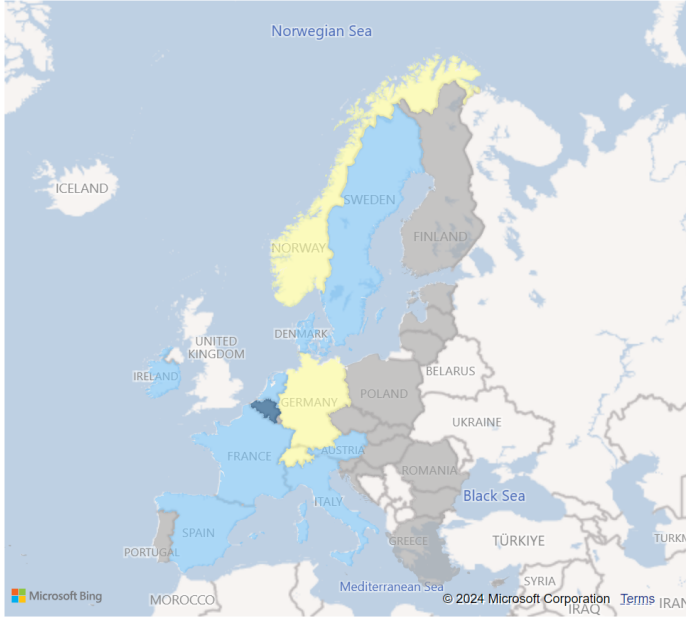 Norwegian Sea
ICELAND
SWEDEN
FINLAND
NORWAY
DENMARK
UNITED
KINGDOM
IRELAND
BELARUS
GERMANY
POLAND
UKRAINE
FRANCE
AUSTRIA
ROMANIA
Black Sea
ITALY
SPAIN
GREECE
TÜRKIYE
TURKM
PORTUGAL
SYRIA
Mediterranean Sea
Microsoft Bing
MOROCCO
© 2024 Microsoft Corporation Terms
IRAQ
IRAN